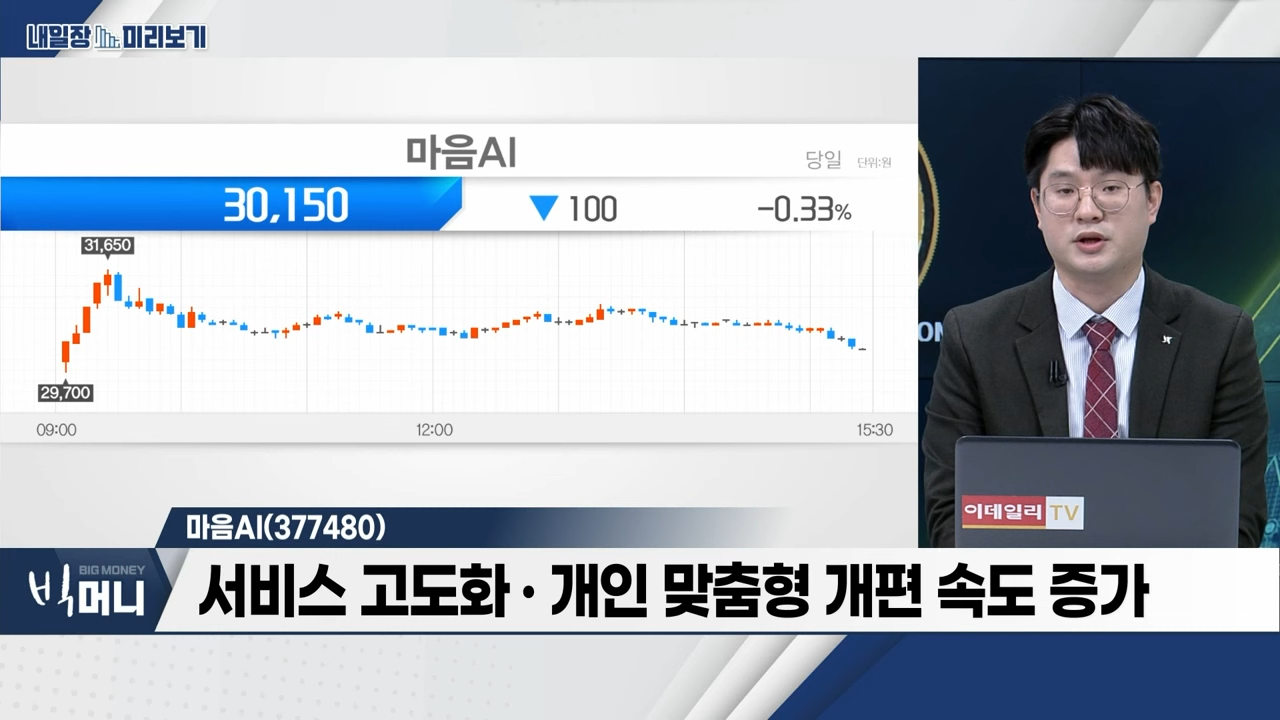 내일장 미리보기
마음AI
당일 단위:원
30,150 ▼ 100 -0.33%
31,650
29,700
09:00 12:00 15:30
ON
이데일리 TV
마음AI(377480)
BIG MONEY
빅머니
서비스 고도화·개인 맞춤형 개편 속도 증가